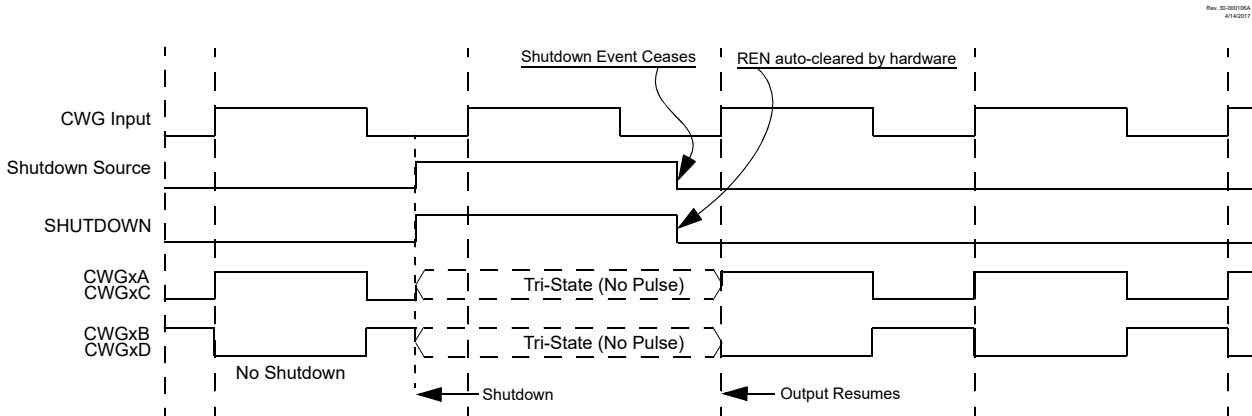 Rev. 30-000106A
4/14/2017
Shutdown Event Ceases
REN auto-cleared by hardware
CWG Input
Shutdown Source
SHUTDOWN
CWGxA
CWGxC
Tri-State (No Pulse)
CWGxB
CWGxD
Tri-State (No Pulse)
No Shutdown
Shutdown
Output Resumes